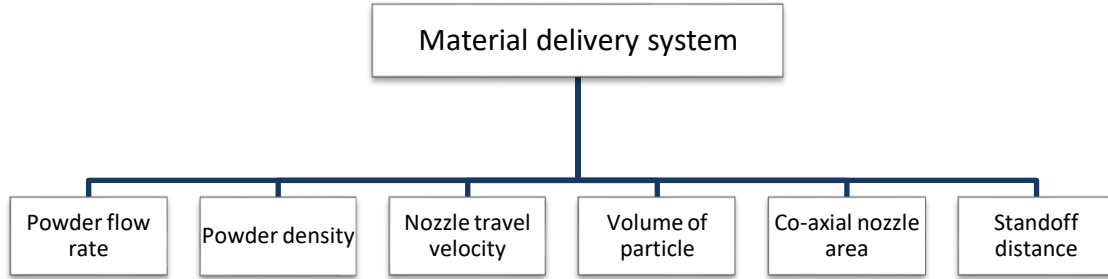 Material delivery system
Powder flow
rate
Powder density
Nozzle travel
velocity
Volume of
particle
Co-axial nozzle
area
Standoff
distance